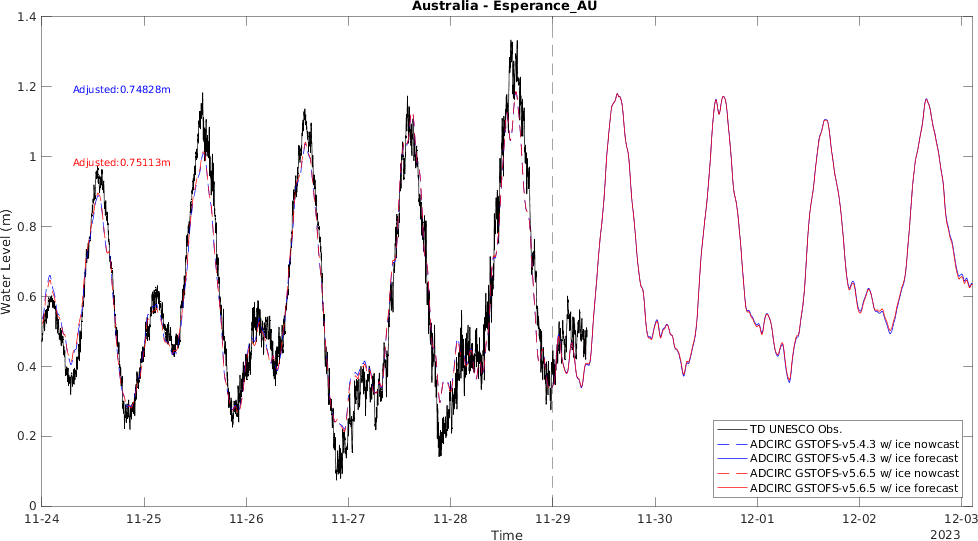 Australia - Esperance_AU
1.4
1.2
1
0.8
0.6
0.4
0.2
0
Water Level (m)
Adjusted:0.74828m
Adjusted:0.75113m
TD UNESCO Obs.
ADCIRC GSTOFS-v5.4.3 w/ ice nowcast
ADCIRC GSTOFS-v5.4.3 w/ ice forecast
ADCIRC GSTOFS-v5.6.5 w/ ice nowcast
ADCIRC GSTOFS-v5.6.5 w/ ice forecast
11-24 11-25 11-26 11-27 11-28 11-29 11-30 12-01 12-02 12-03
Time
2023